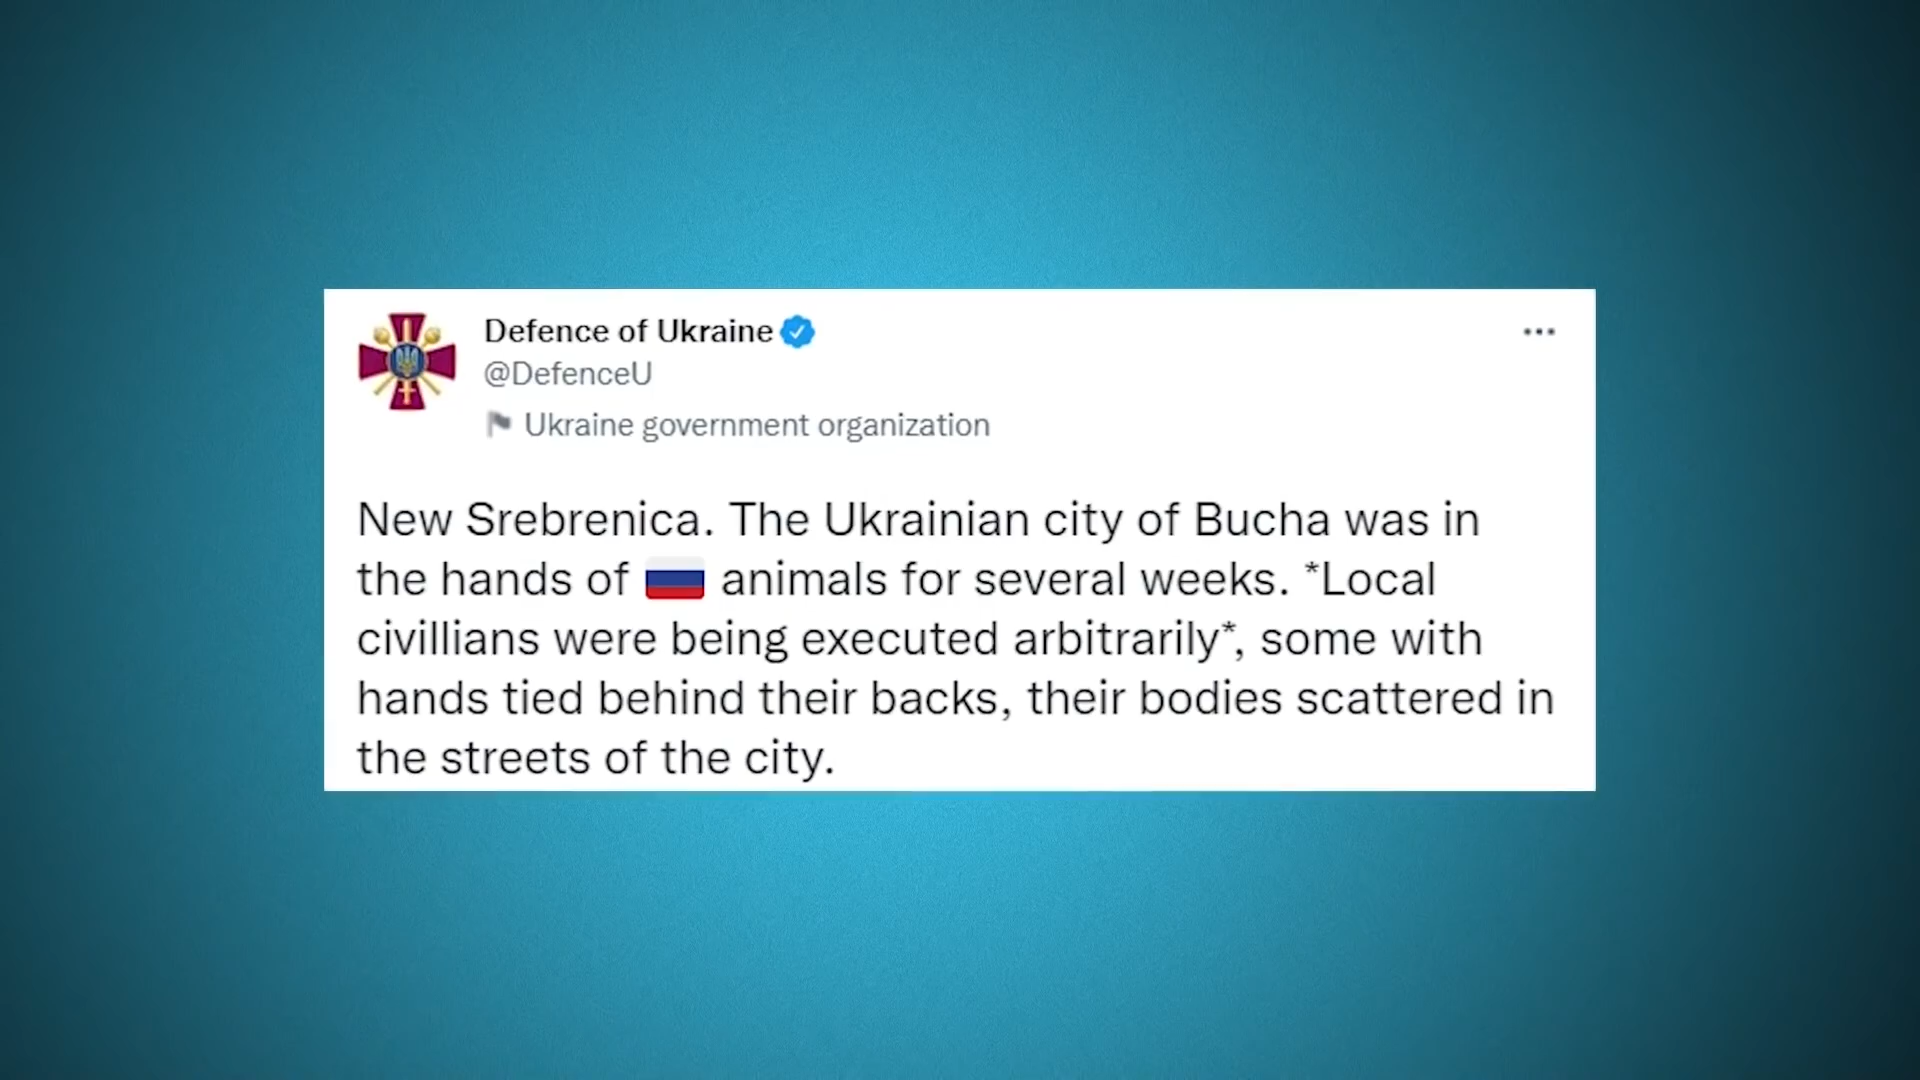 Defence of Ukraine
@DefenceU
Ukraine government organization
New Srebrenica. The Ukrainian city of Bucha was in
the hands of 🇷🇺 animals for several weeks. *Local
civillians were being executed arbitrarily*, some with
hands tied behind their backs, their bodies scattered in
the streets of the city.